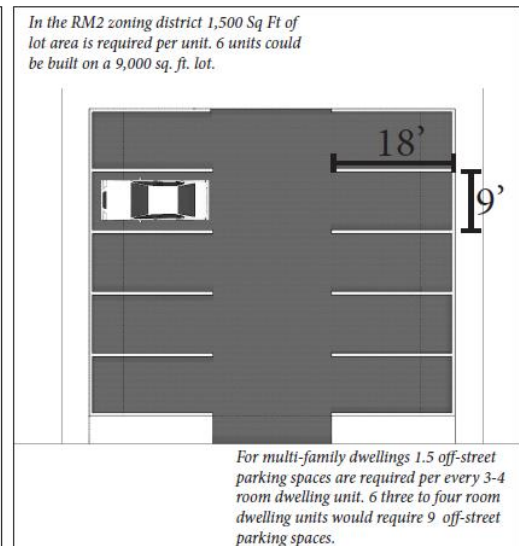 In the RM2 zoning district 1,500 Sq Ft of
lot area is required per unit. 6 units could
be built on a 9,000 sq. ft. lot.
18’
9’
For multi-family dwellings 1.5 off-street
parking spaces are required per every 3-4
room dwelling unit. 6 three to four room
dwelling units would require 9 off-street
parking spaces.